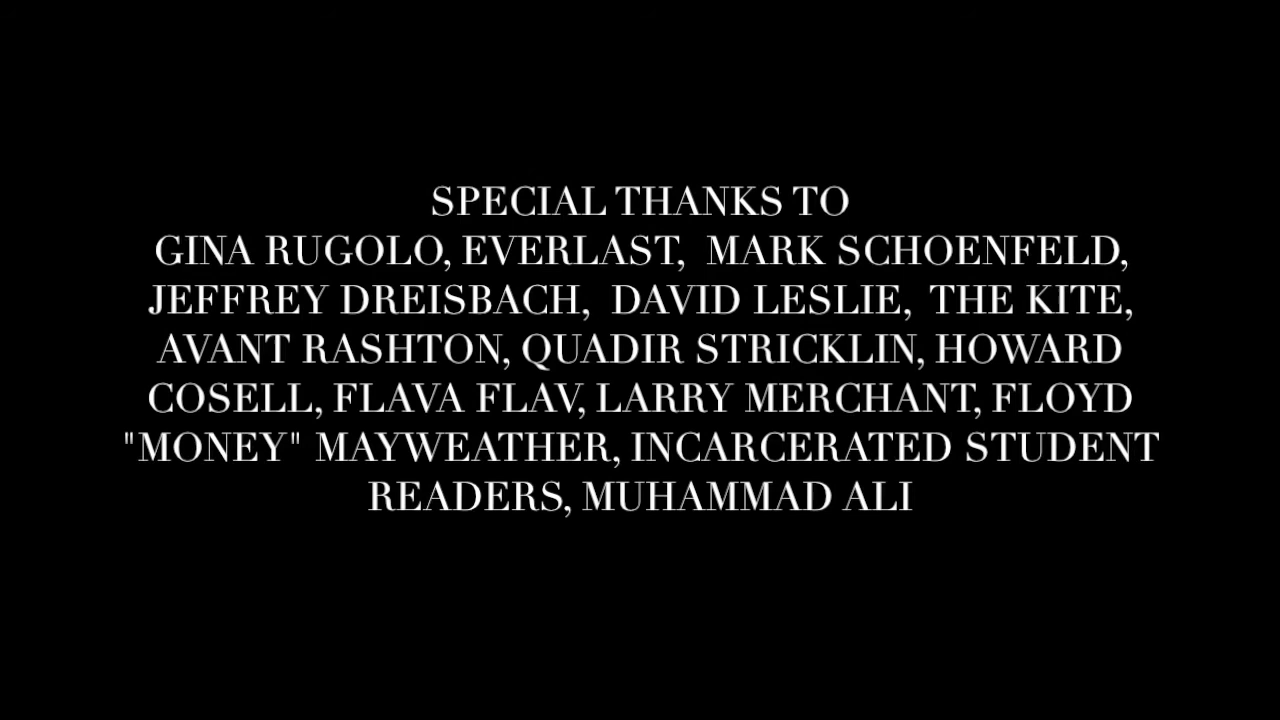 SPECIAL THANKS TO
GINA RUGOLO, EVERLAST,  MARK SCHOENFELD,
JEFFREY DREISBACH,  DAVID LESLIE,  THE KITE,
AVANT RASHTON, QUADIR STRICKLIN, HOWARD
COSELL, FLAVA FLAV, LARRY MERCHANT, FLOYD
"MONEY" MAYWEATHER, INCARCERATED STUDENT
READERS, MUHAMMAD ALI